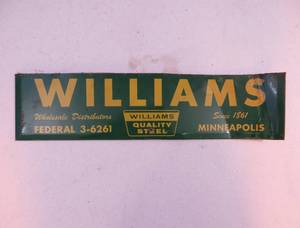 WILLIAMS
Wholesale Distributors
FEDERAL 3-6261
WILLIAMS
QUALITY
STEEL
Since 1861
MINNEAPOLIS